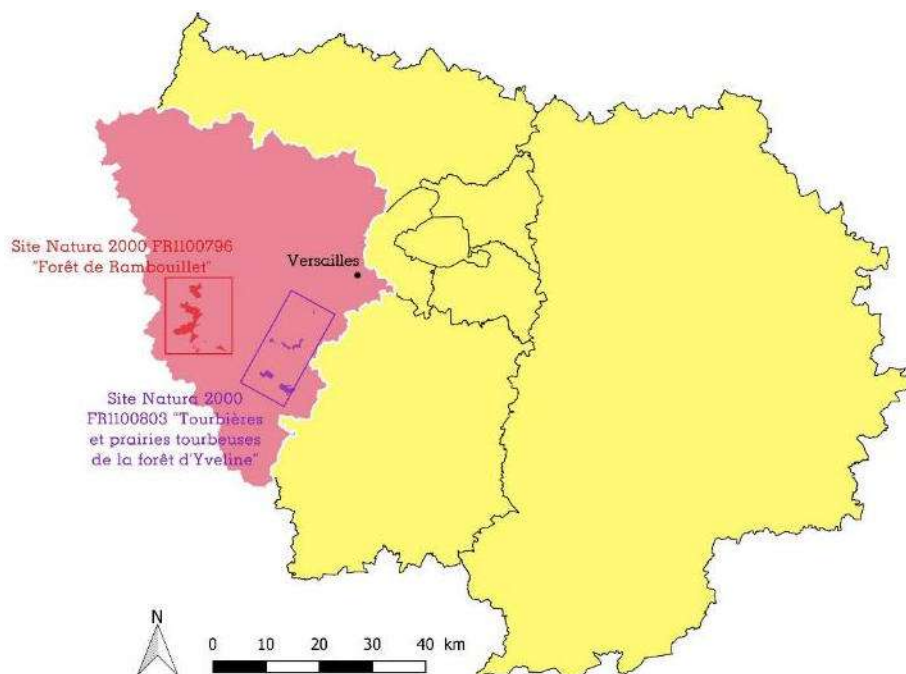 Site Natura 2000 FR1100796
"Forêt de Rambouillet"
Versailles
Site Natura 2000
FR1100803 "Tourbières
et prairies tourbeuses
de la forêt d'Yveline"
N
0 10 20 30 40 km